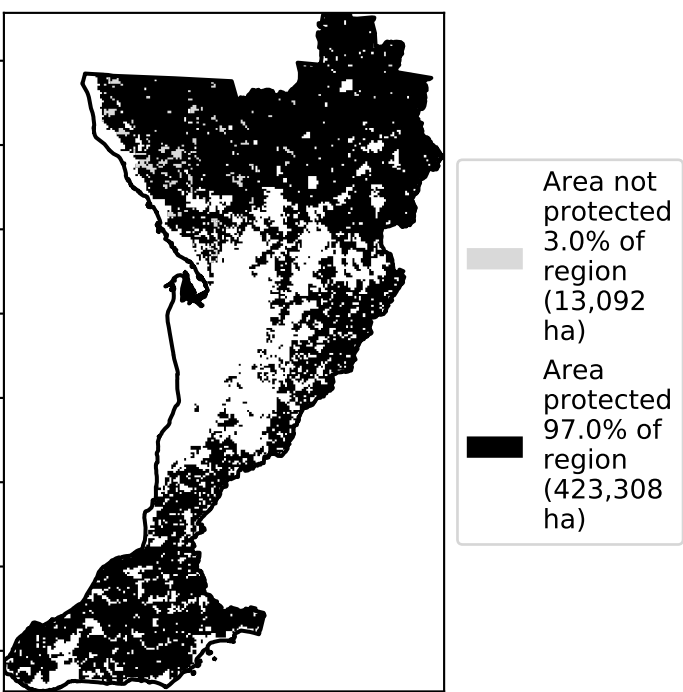 Area not
protected
3.0% of
region
(13,092
ha)
Area
protected
97.0% of
region
(423,308
ha)